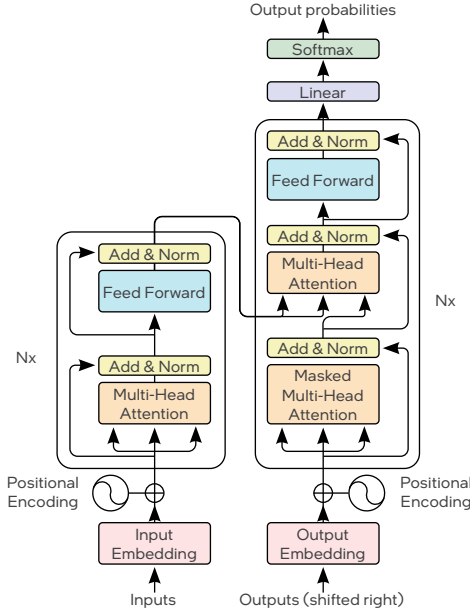 Output probabilities
Softmax
Linear
Add & Norm
Feed Forward
Add & Norm
Multi-Head
Attention
Nx
Add & Norm
Masked
Multi-Head
Attention
Positional
Encoding
Output
Embedding
Outputs (shifted right)
Add & Norm
Feed Forward
Nx
Add & Norm
Multi-Head
Attention
Positional
Encoding
Input
Embedding
Inputs